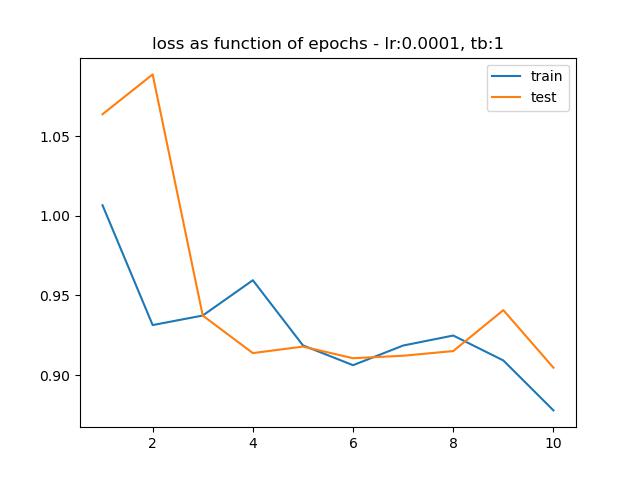 loss as function of epochs - lr:0.0001, tb:1
train
test
1.05
1.00
0.95
0.90
2 4 6 8 10